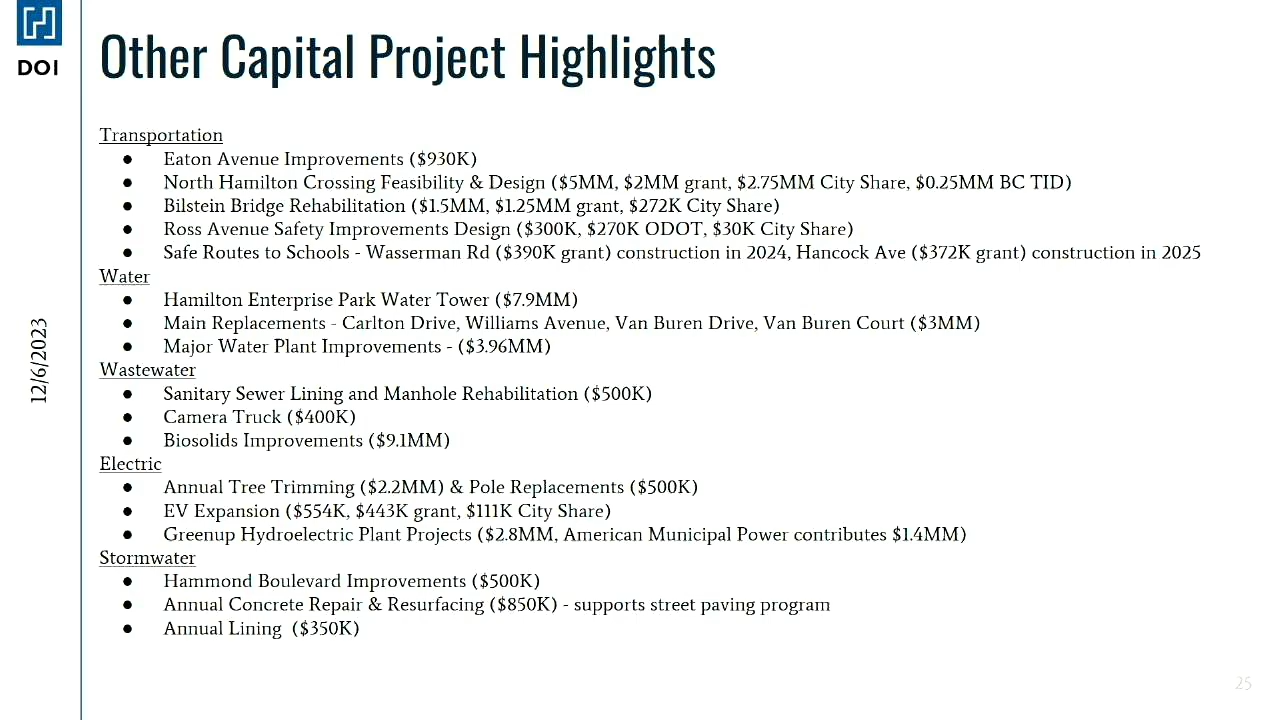 DOI
Other Capital Project Highlights
Transportation
● Eaton Avenue Improvements ($930K)
● North Hamilton Crossing Feasibility & Design ($5MM, $2MM grant, $2.75MM City Share, $0.25MM BC TID)
● Bilstein Bridge Rehabilitation ($1.5MM, $1.25MM grant, $272K City Share)
● Ross Avenue Safety Improvements Design ($300K, $270K ODOT, $30K City Share)
● Safe Routes to Schools - Wasserman Rd ($390K grant) construction in 2024, Hancock Ave ($372K grant) construction in 2025
Water
● Hamilton Enterprise Park Water Tower ($7.9MM)
● Main Replacements - Carlton Drive, Williams Avenue, Van Buren Drive, Van Buren Court ($3MM)
● Major Water Plant Improvements - ($3.96MM)
Wastewater
● Sanitary Sewer Lining and Manhole Rehabilitation ($500K)
● Camera Truck ($400K)
● Biosolids Improvements ($9.1MM)
Electric
● Annual Tree Trimming ($2.2MM) & Pole Replacements ($500K)
● EV Expansion ($554K, $443K grant, $111K City Share)
● Greenup Hydroelectric Plant Projects ($2.8MM, American Municipal Power contributes $1.4MM)
Stormwater
● Hammond Boulevard Improvements ($500K)
● Annual Concrete Repair & Resurfacing ($850K) - supports street paving program
● Annual Lining ($350K)
12/6/2023
25